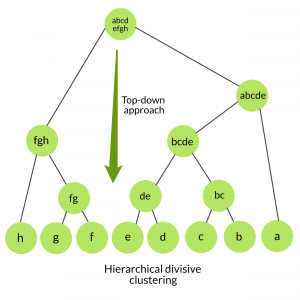 abcd
efgh
Top-down
approach
abcde
fgh
bcde
fg
de
bc
h
g
f
e
d
c
b
a
Hierarchical divisive
clustering